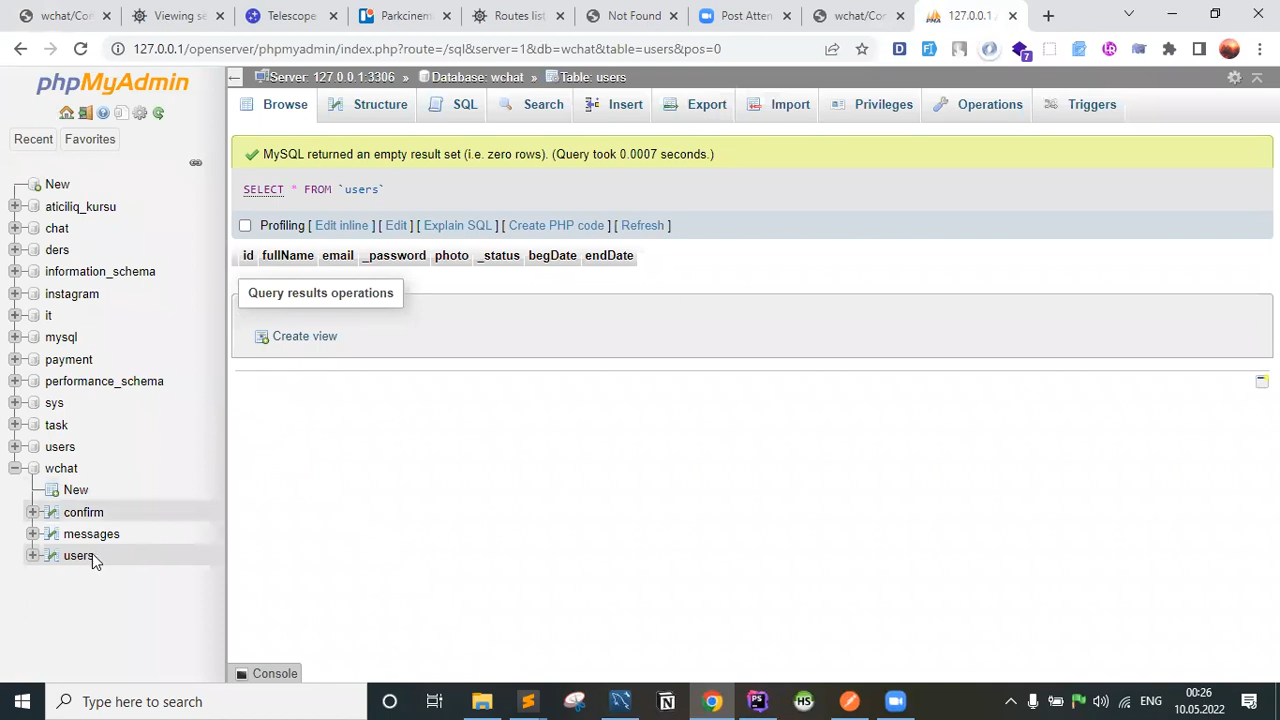 wchat/Con
Viewing se
Telescope
Parkcinem
Routes list
Not Found
Post Atten
wchat/Con
127.0.0.1 /
127.0.0.1/openserver/phpmyadmin/index.php?route=/sql&server=1&db=wchat&table=users&pos=0
7
phpMyAdmin
Recent
Favorites
New
aticiliq_kursu
chat
ders
information_schema
instagram
it
mysql
payment
performance_schema
sys
task
users
wchat
New
confirm
messages
users
Server: 127.0.0.1:3306 » Database: wchat » Table: users
Browse Structure SQL Search Insert Export Import Privileges Operations Triggers
MySQL returned an empty result set (i.e. zero rows). (Query took 0.0007 seconds.)
SELECT * FROM `users`
Profiling [ Edit inline ] [ Edit ] [ Explain SQL ] [ Create PHP code ] [ Refresh ]
id fullName email _password photo _status begDate endDate
Query results operations
Create view
Console
Type here to search
PS
HS
ENG
00:26
10.05.2022